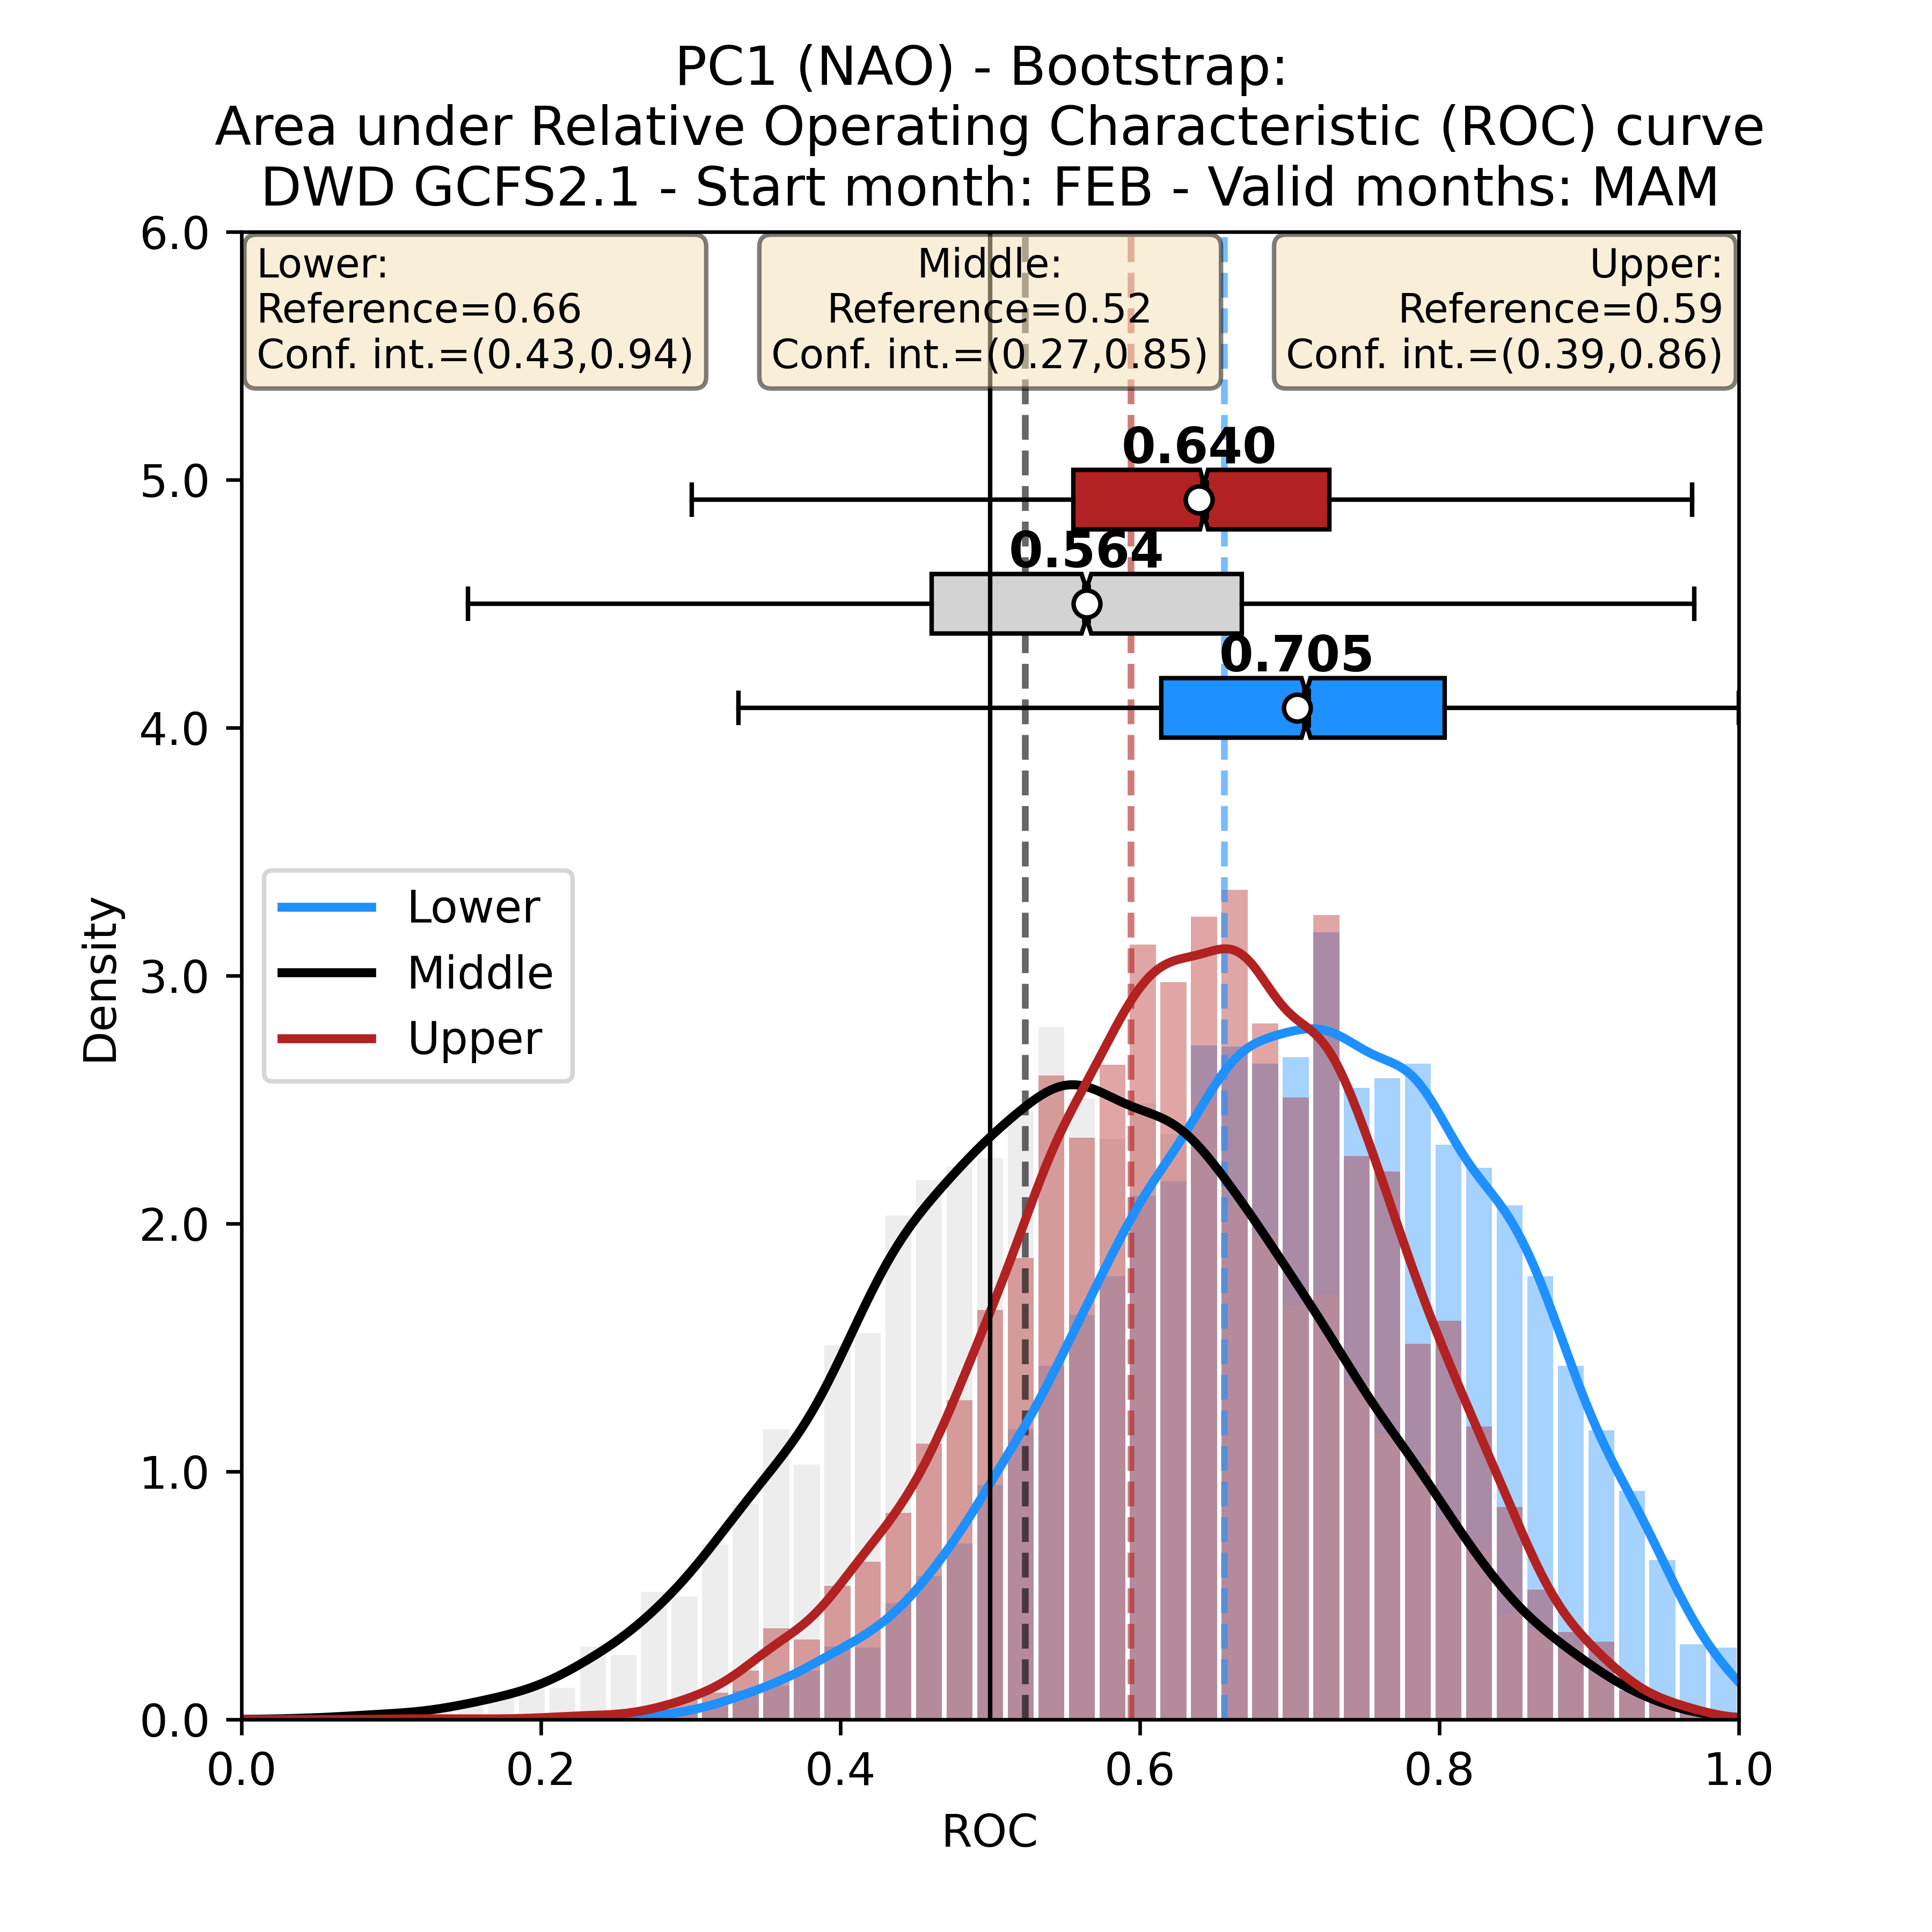 PC1 (NAO) - Bootstrap:
Area under Relative Operating Characteristic (ROC) curve
DWD GCFS2.1 - Start month: FEB - Valid months: MAM
Lower:
Reference=0.66
Conf. int.=(0.43,0.94)
Middle:
Reference=0.52
Conf. int.=(0.27,0.85)
Upper:
Reference=0.59
Conf. int.=(0.39,0.86)
0.640
0.564
0.705
Lower
Middle
Upper
Density
6.0
5.0
4.0
3.0
2.0
1.0
0.0
0.0 0.2 0.4 0.6 0.8 1.0
ROC